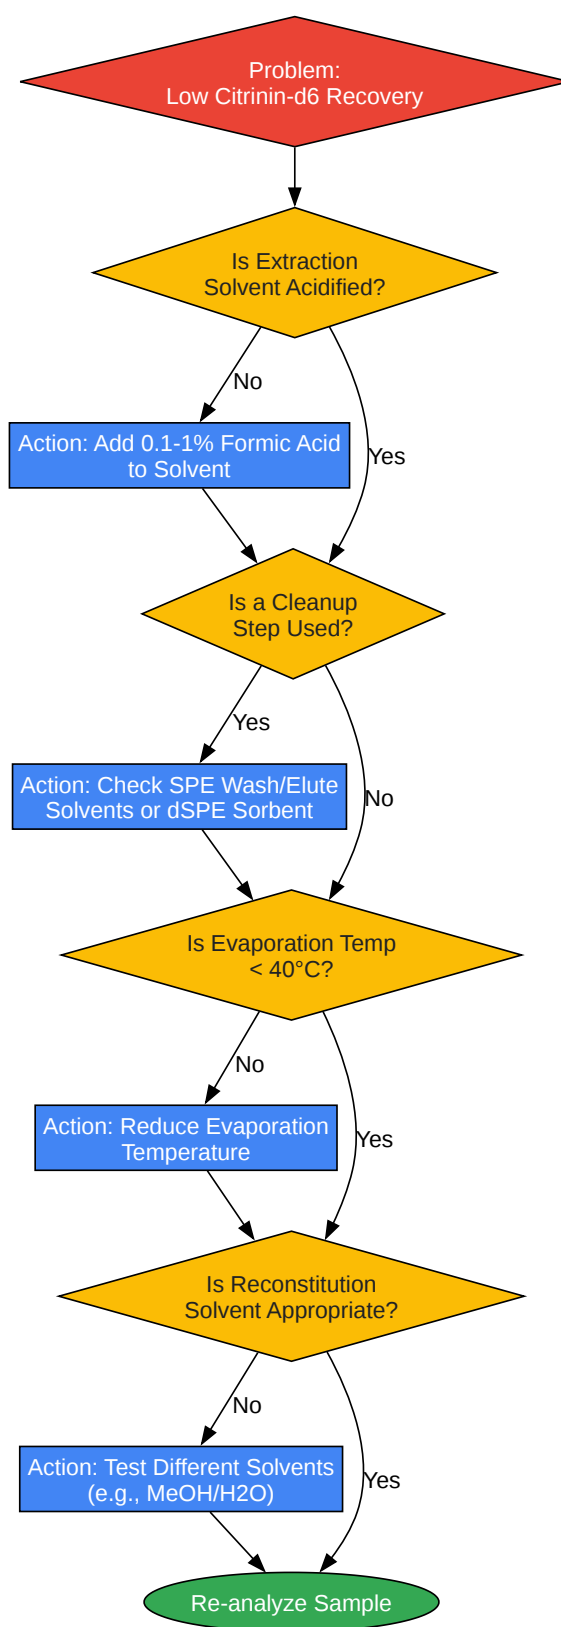 Problem:
Low Citrinin-d6 Recovery
Is Extraction
Solvent Acidified?
No
Action: Add 0.1-1% Formic Acid
to Solvent
Yes
Is a Cleanup
Step Used?
Yes
Action: Check SPE Wash/Elute
Solvents or dSPE Sorbent
No
Is Evaporation Temp
< 40°C?
No
Action: Reduce Evaporation
Temperature
Yes
Is Reconstitution
Solvent Appropriate?
No
Action: Test Different Solvents
(e.g., MeOH/H2O)
Yes
Re-analyze Sample